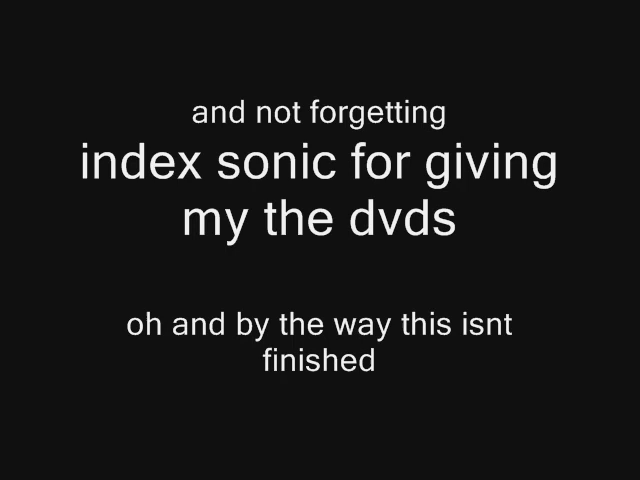 and not forgetting
index sonic for giving
my the dvds
oh and by the way this isnt
finished